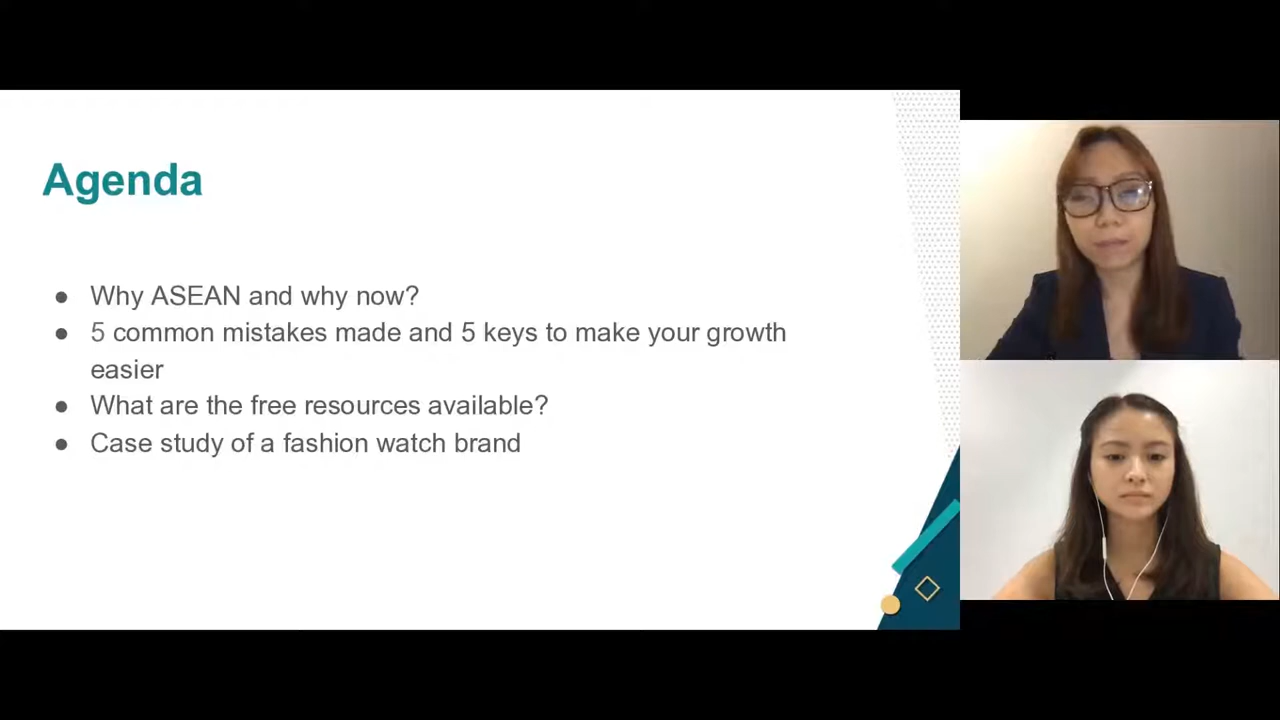 Agenda
● Why ASEAN and why now?
● 5 common mistakes made and 5 keys to make your growth
easier
● What are the free resources available?
● Case study of a fashion watch brand